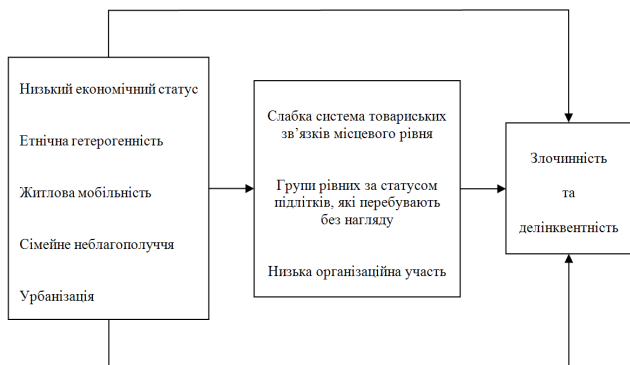 Низький економічний статус
Етнічна гетерогенність
Житлова мобільність
Сімейне неблагополуччя
Урбанізація
Слабка система товариських
зв’язків місцевого рівня
Групи рівних за статусом
підлітків, які перебувають
без нагляду
Низька організаційна участь
Злочинність
та
делінквентність